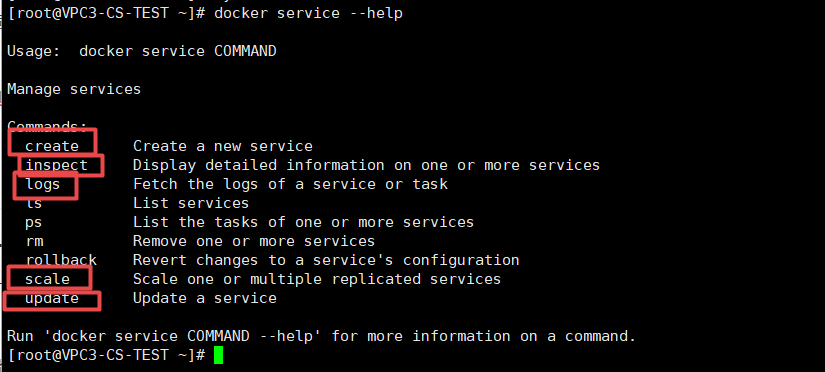 [root@VPC3-CS-TEST ~]# docker service --help
Usage:  docker service COMMAND
Manage services
Commands:
create      Create a new service
inspect     Display detailed information on one or more services
logs        Fetch the logs of a service or task
ls          List services
ps          List the tasks of one or more services
rm          Remove one or more services
rollback    Revert changes to a service's configuration
scale       Scale one or multiple replicated services
update      Update a service
Run 'docker service COMMAND --help' for more information on a command.
[root@VPC3-CS-TEST ~]#